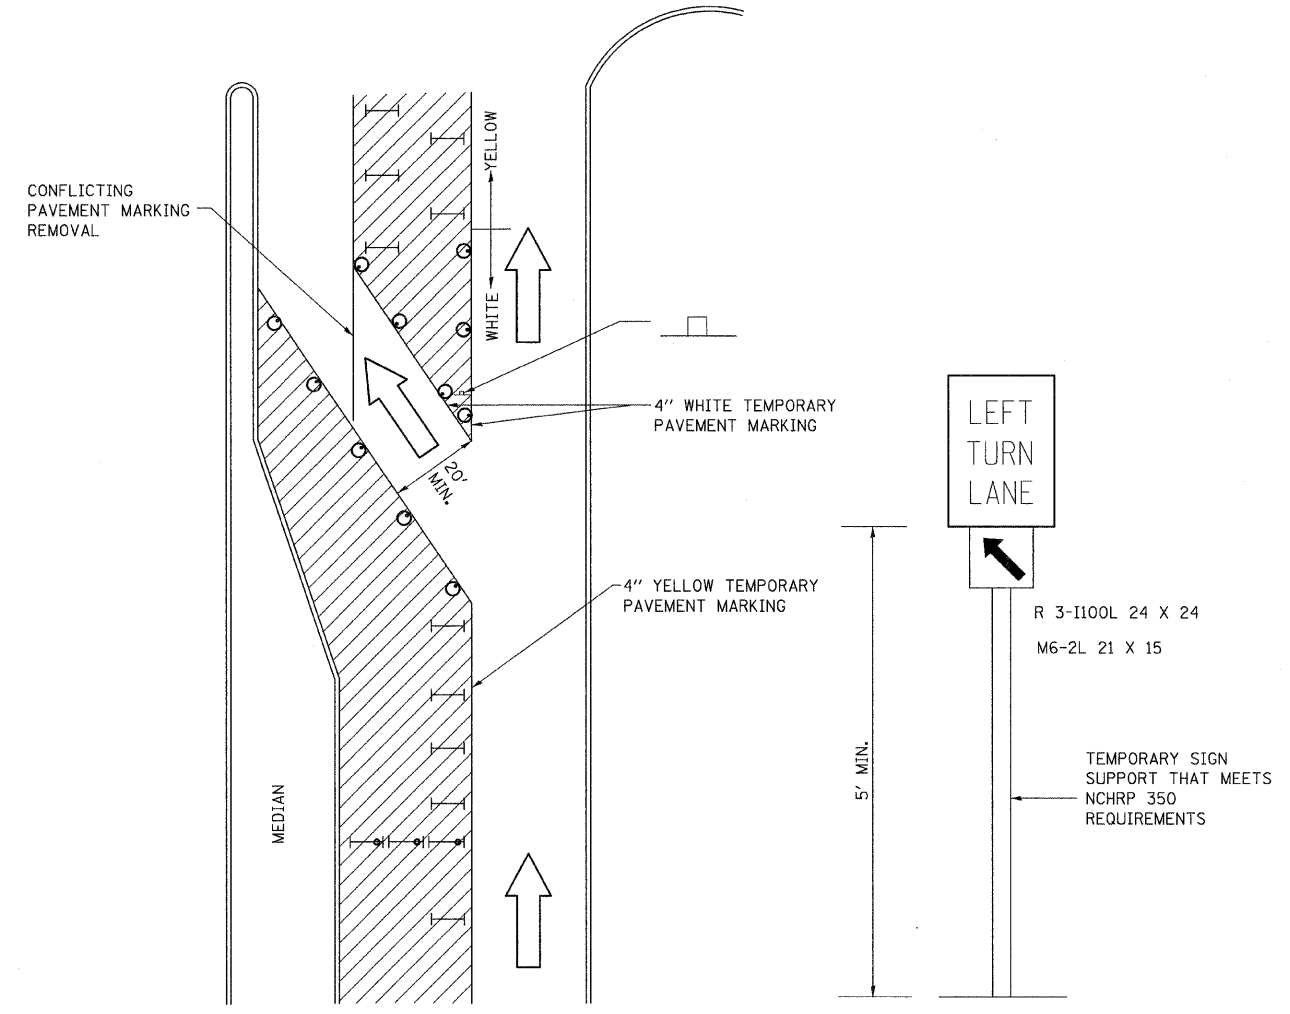 CONFLICTING
PAVEMENT MARKING
REMOVAL
YELLOW
WHITE
4" WHITE TEMPORARY
PAVEMENT MARKING
20'
MIN.
4" YELLOW TEMPORARY
PAVEMENT MARKING
MEDIAN
LEFT
TURN
LANE
R 3-I100L 24 X 24
M6-2L 21 X 15
5' MIN.
TEMPORARY SIGN
SUPPORT THAT MEETS
NCHRP 350
REQUIREMENTS